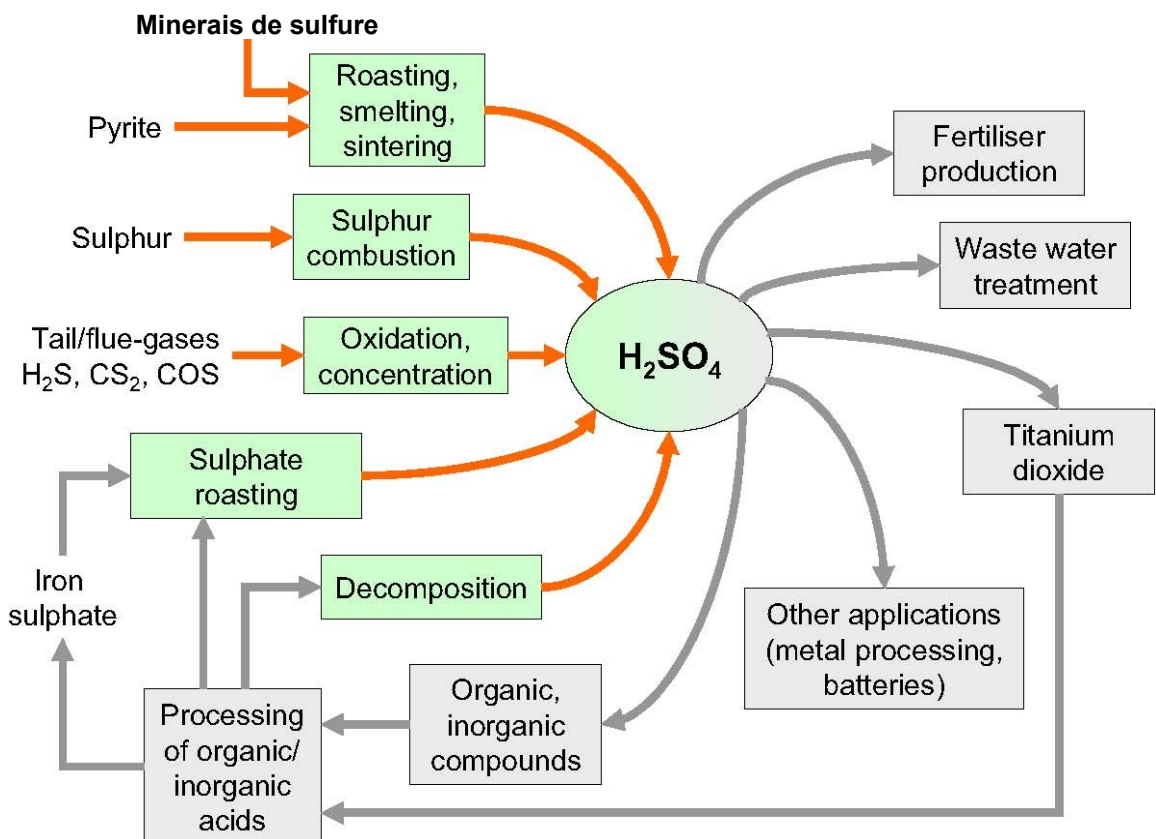 Minerais de sulfure
Roasting,
smelting,
sintering
Pyrite
Fertiliser
production
Sulphur
Sulphur
combustion
Waste water
treatment
Tail/flue-gases
H₂S, CS₂, COS
Oxidation,
concentration
H₂SO₄
Titanium
dioxide
Sulphate
roasting
Iron
sulphate
Decomposition
Other applications
(metal processing,
batteries)
Organic,
inorganic
compounds
Processing
of organic/
inorganic
acids